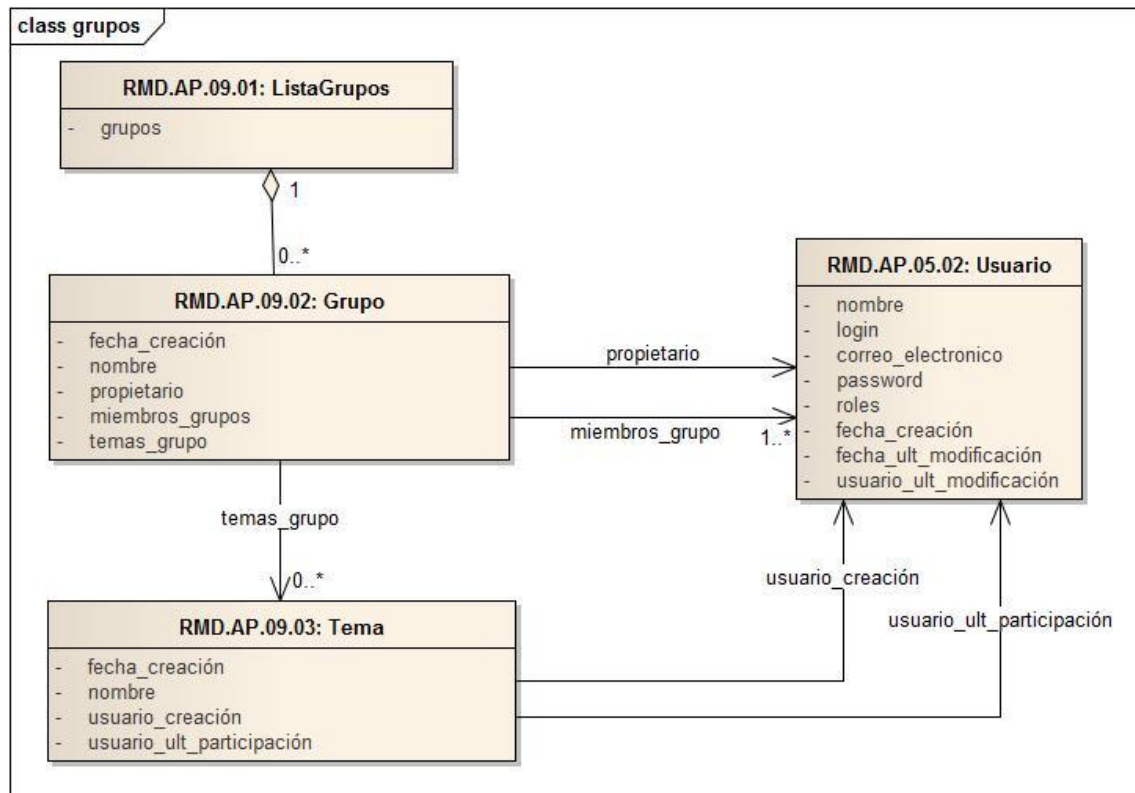 class grupos
RMD.AP.09.01: ListaGrupos
- grupos
1
0..*
RMD.AP.09.02: Grupo
- fecha_creación
- nombre
- propietario
- miembros_grupos
- temas_grupo
propietario
miembros_grupo
1..*
RMD.AP.05.02: Usuario
- nombre
- login
- correo_electronico
- password
- roles
- fecha_creación
- fecha_ult_modificación
- usuario_ult_modificación
temas_grupo
0..*
usuario_creación
usuario_ult_participación
RMD.AP.09.03: Tema
- fecha_creación
- nombre
- usuario_creación
- usuario_ult_participación